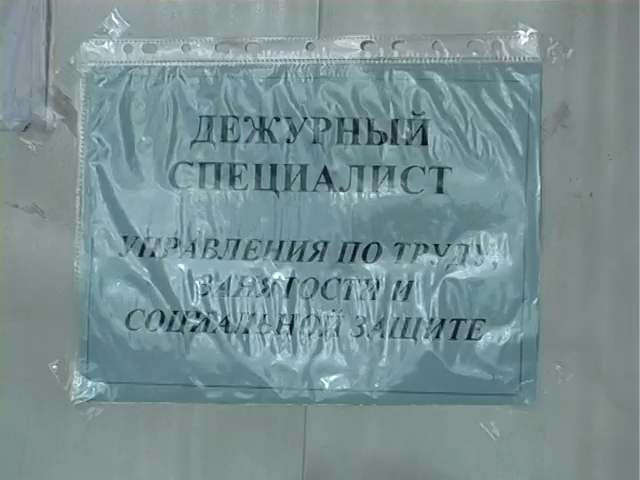 ДЕЖУРНЫЙ
СПЕЦИАЛИСТ
УПРАВЛЕНИЯ ПО ТРУДУ,
ЗАНЯТОСТИ И
СОЦИАЛЬНОЙ ЗАЩИТЕ